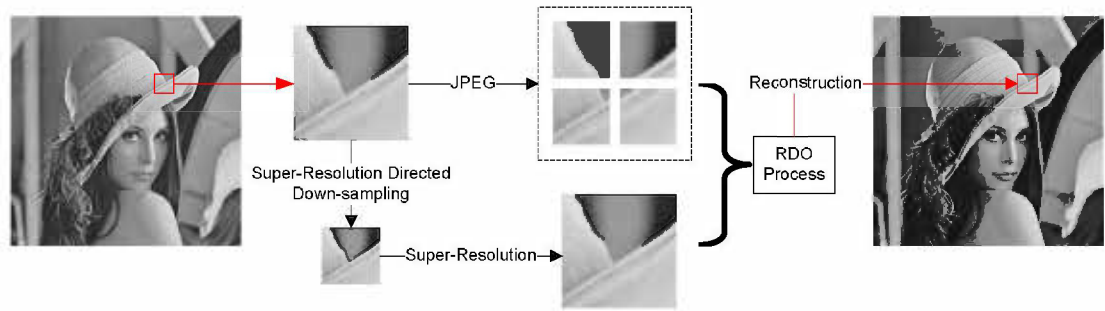 JPEG
Reconstruction
RDO
Process
Super-Resolution Directed
Down-sampling
Super-Resolution